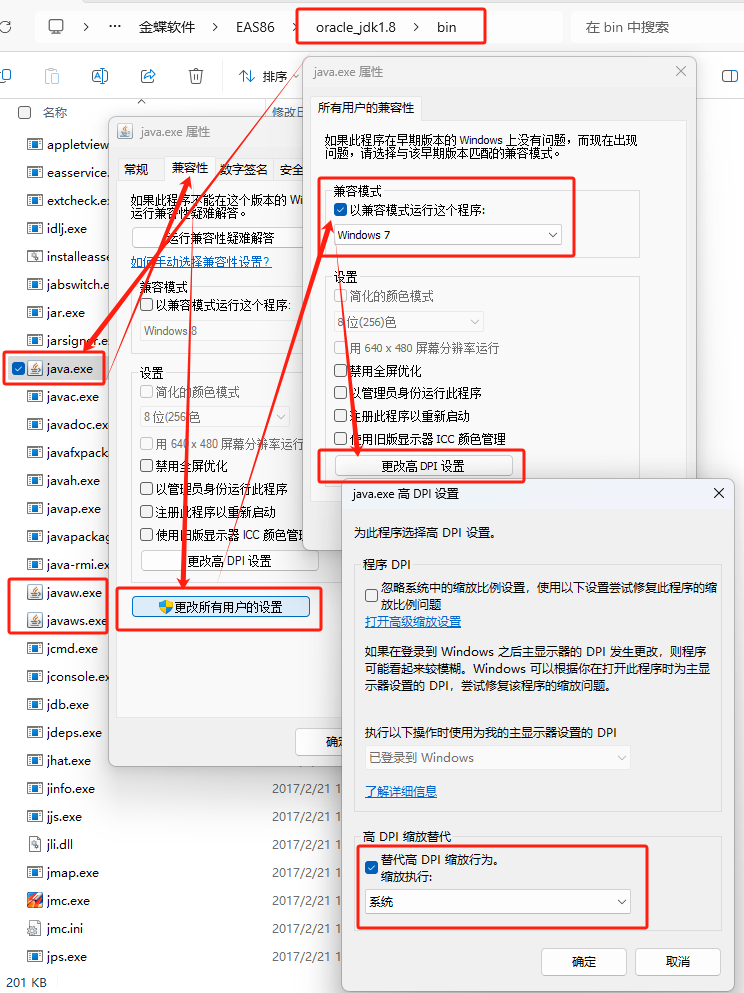 金蝶软件
EAS86
oracle_jdk1.8
bin
在 bin 中搜索
排序
名称
修改日
appletview
easservice.
extcheck.ex
idlj.exe
installeasse
jabswitch.e
jar.exe
jarsigner.e
java.exe
javac.exe
javadoc.ex
javafxpack
javah.exe
javap.exe
javapackag
java-rmi.ex
javaw.exe
javaws.exe
jcmd.exe
jconsole.ex
jdb.exe
jdeps.exe
jhat.exe
jinfo.exe
2017/2/21 1
jjs.exe
2017/2/21 1
jli.dll
2017/2/21 1
jmap.exe
2017/2/21 1
jmc.exe
2017/2/21 1
jmc.ini
2017/2/21 1
jps.exe
2017/2/21 1
201 KB
java.exe 属性
常规
兼容性
数字签名
安全
如果此程序不能在这个版本的 Wi
运行兼容性疑难解答。
运行兼容性疑难解答
如何手动选择兼容性设置?
兼容模式
以兼容模式运行这个程序:
Windows 8
设置
简化的颜色模式
8 位(256)色
用 640 x 480 屏幕分辨率运行
禁用全屏优化
以管理员身份运行此程序
注册此程序以重新启动
使用旧版显示器 ICC 颜色管
更改高 DPI 设置
更改所有用户的设置
确定
java.exe 属性
所有用户的兼容性
如果此程序在早期版本的 Windows 上没有问题，而现在出现
问题，请选择与该早期版本匹配的兼容模式。
兼容模式
以兼容模式运行这个程序:
Windows 7
设置
简化的颜色模式
8 位(256)色
用 640 x 480 屏幕分辨率运行
禁用全屏优化
以管理员身份运行此程序
注册此程序以重新启动
使用旧版显示器 ICC 颜色管理
更改高 DPI 设置
java.exe 高 DPI 设置
为此程序选择高 DPI 设置。
程序 DPI
忽略系统中的缩放比例设置，使用以下设置尝试修复此程序的缩
放比例问题
打开高级缩放设置
如果在登录到 Windows 之后主显示器的 DPI 发生更改，则程序
可能看起来较模糊。Windows 可以根据你在打开此程序时为主显
示器设置的 DPI，尝试修复该程序的缩放问题。
执行以下操作时使用为我的主显示器设置的 DPI
已登录到 Windows
了解详细信息
高 DPI 缩放替代
替代高 DPI 缩放行为。
缩放执行:
系统
确定
取消